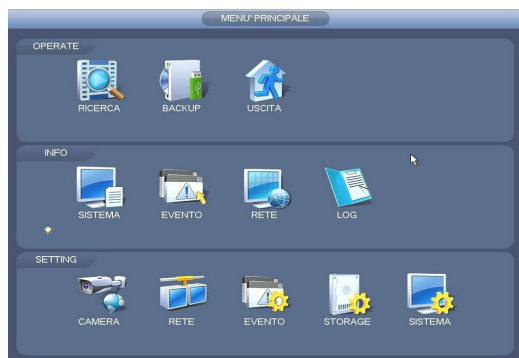 MENU' PRINCIPALE
OPERATE
RICERCA BACKUP USCITA
INFO
SISTEMA EVENTO RETE LOG
SETTING
CAMERA RETE EVENTO STORAGE SISTEMA